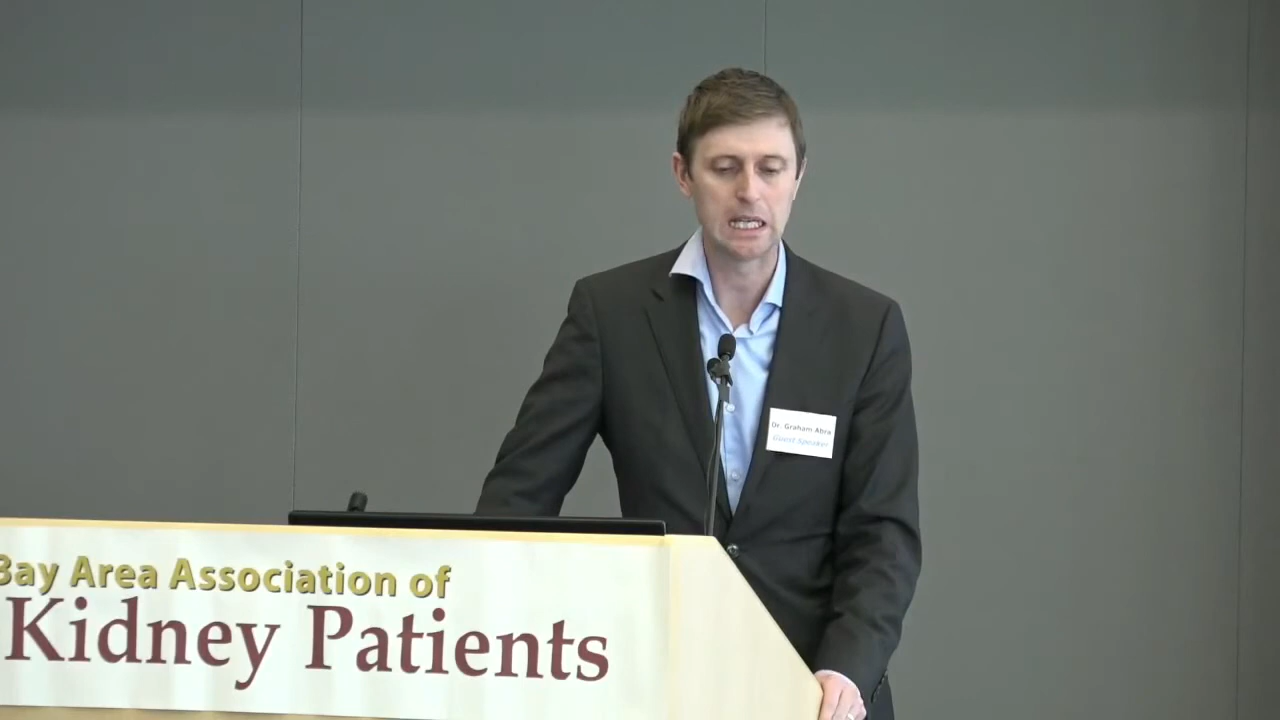 Dr. Graham Abra
Guest Speaker
Bay Area Association of
Kidney Patients